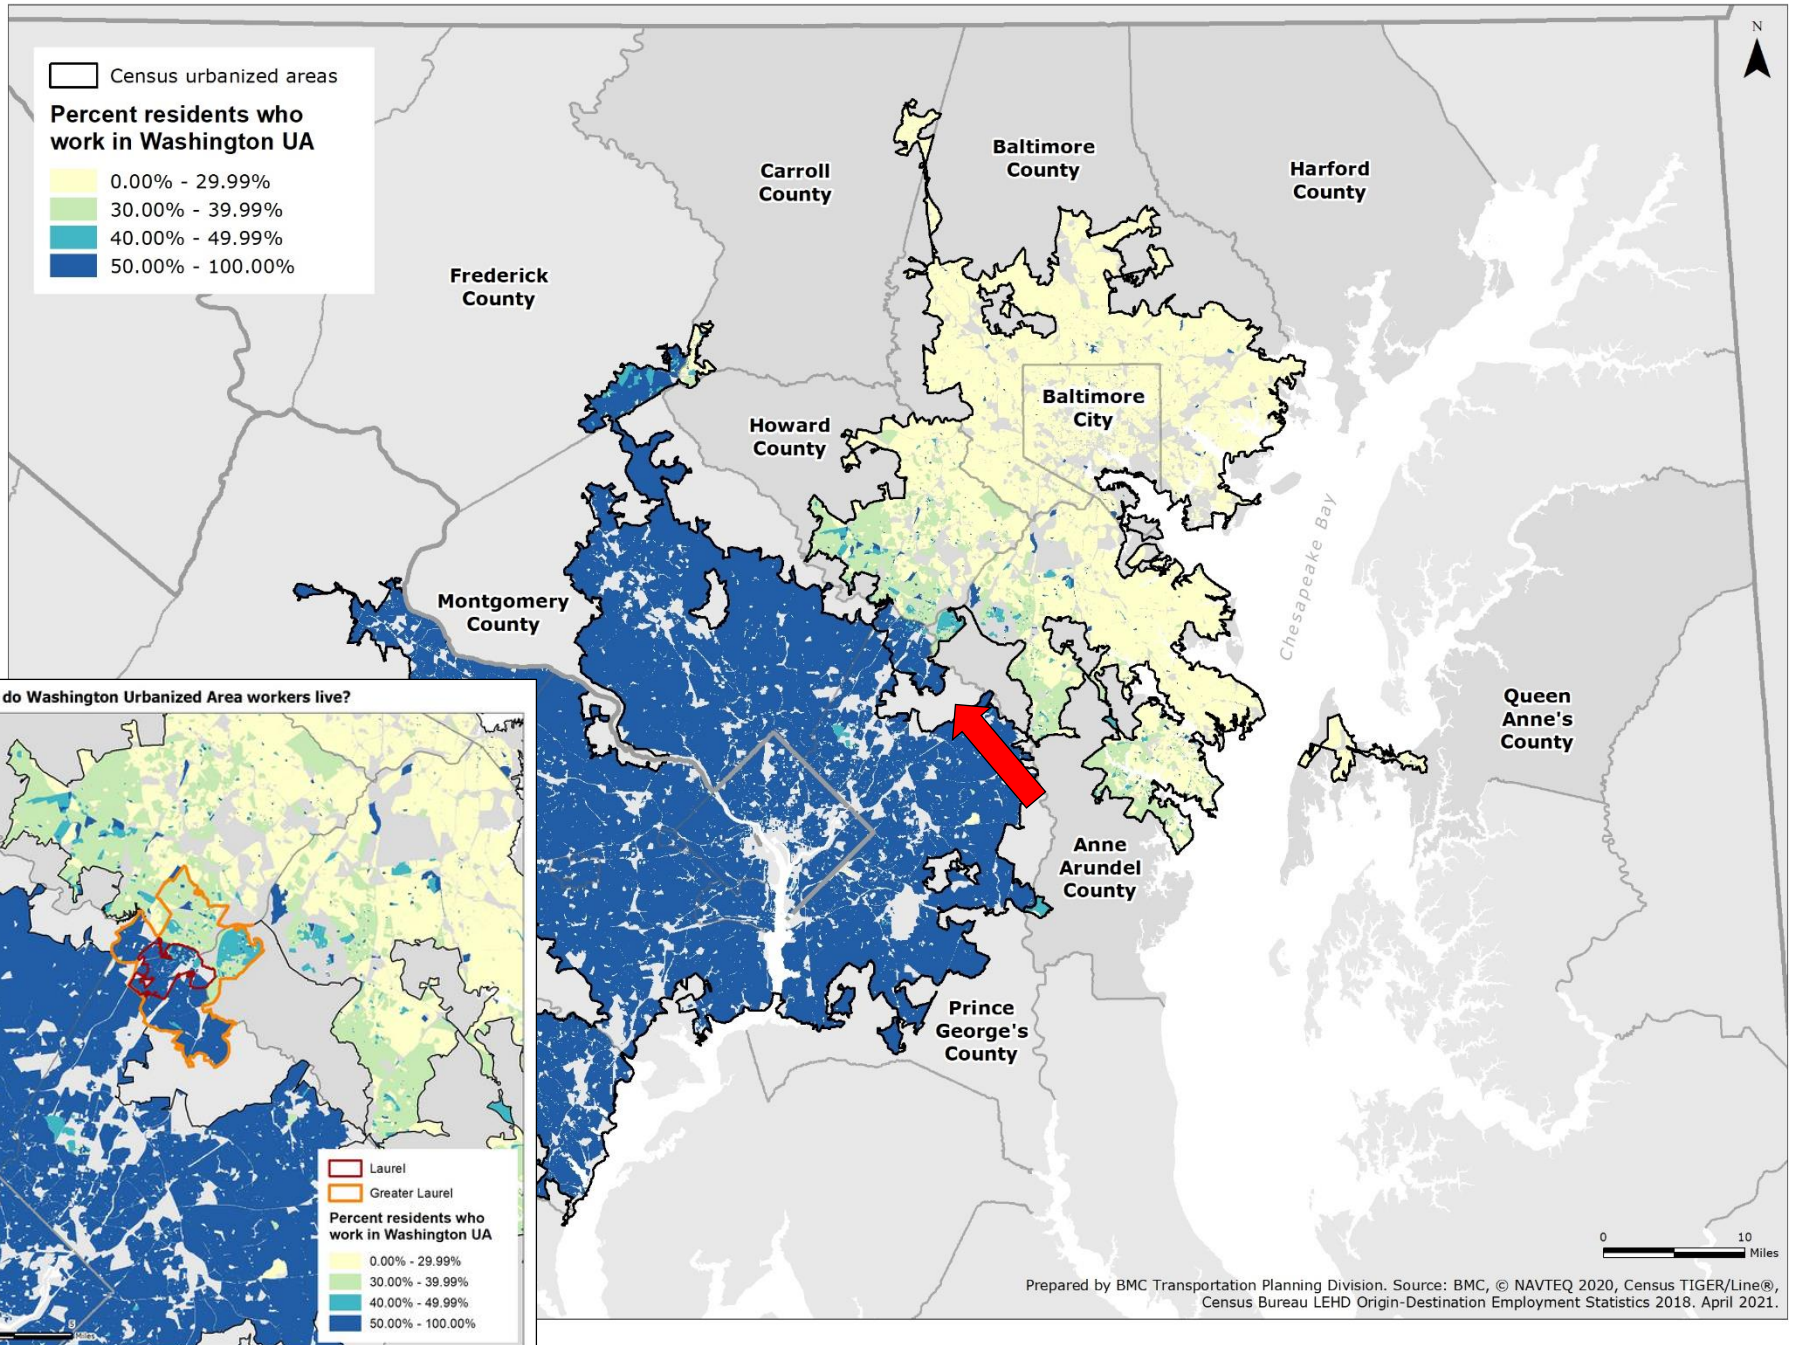 N
Census urbanized areas
Percent residents who
work in Washington UA
0.00% - 29.99%
30.00% - 39.99%
40.00% - 49.99%
50.00% - 100.00%
Carroll
County
Baltimore
County
Harford
County
Frederick
County
Howard
County
Baltimore
City
Chesapeake Bay
Montgomery
County
Queen
Anne's
County
Anne
Arundel
County
Prince
George's
County
do Washington Urbanized Area workers live?
Laurel
Greater Laurel
Percent residents who
work in Washington UA
0.00% - 29.99%
30.00% - 39.99%
40.00% - 49.99%
50.00% - 100.00%
5
Miles
0 10
Miles
Prepared by BMC Transportation Planning Division. Source: BMC, © NAVTEQ 2020, Census TIGER/Line®,
Census Bureau LEHD Origin-Destination Employment Statistics 2018. April 2021.